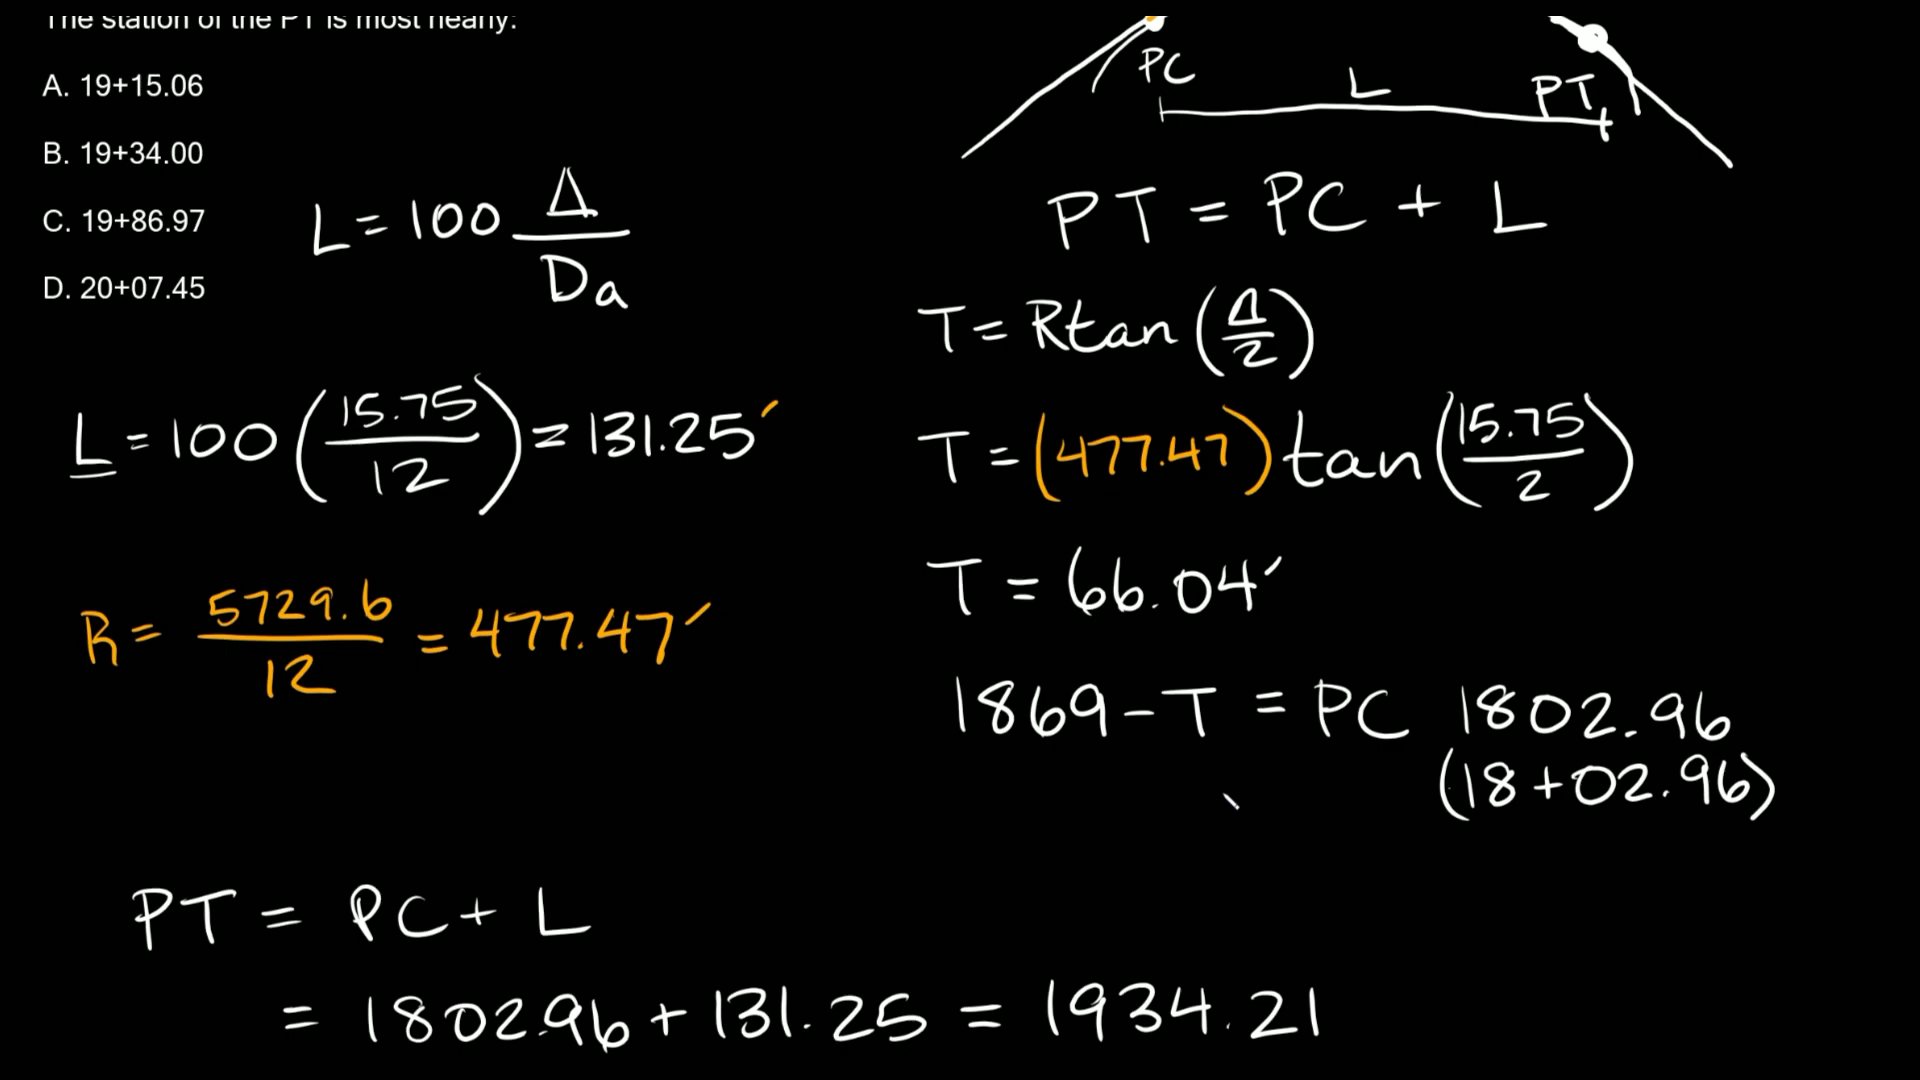 The station of the PT is most nearly:
A. 19+15.06
B. 19+34.00
C. 19+86.97
D. 20+07.45
L = 100 Δ/Da
L = 100 (15.75/12) = 131.25'
R = 5729.6/12 = 477.47'
PC
L
PT
PT = PC + L
T = Rtan(Δ/2)
T = (477.47) tan(15.75/2)
T = 66.04'
1869 - T = PC 1802.96
(18+02.96)
PT = PC + L
= 1802.96 + 131.25 = 1934.21